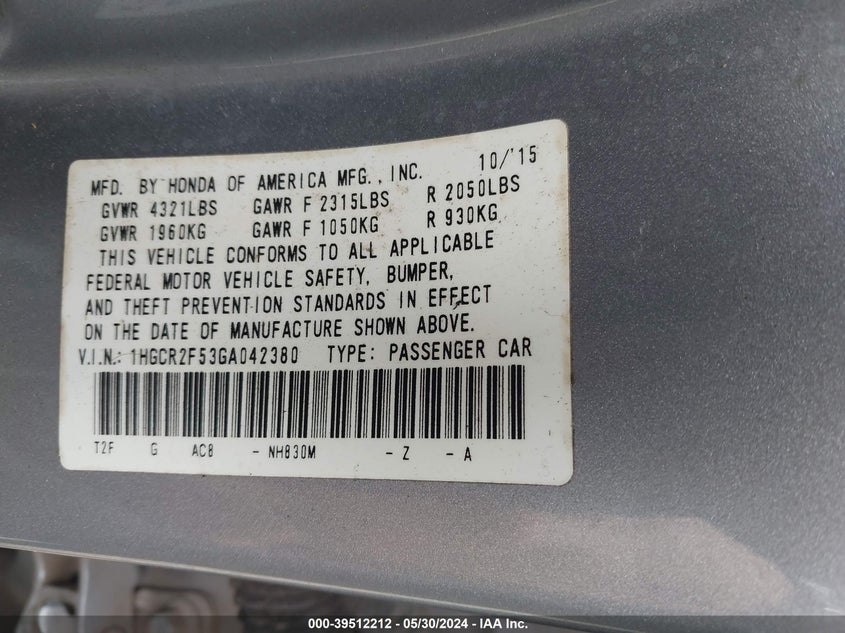 MFD. BY HONDA OF AMERICA MFG., INC. 10/'15
GVWR 4321LBS GAWR F 2315LBS R 2050LBS
GVWR 1960KG GAWR F 1050KG R 930KG
THIS VEHICLE CONFORMS TO ALL APPLICABLE
FEDERAL MOTOR VEHICLE SAFETY, BUMPER,
AND THEFT PREVENTION STANDARDS IN EFFECT
ON THE DATE OF MANUFACTURE SHOWN ABOVE.
V.I.N.: 1HGCR2F53GA042380 TYPE: PASSENGER CAR
T2F G AC8 - NH830M - Z - A
000-39512212 - 05/30/2024 - IAA Inc.